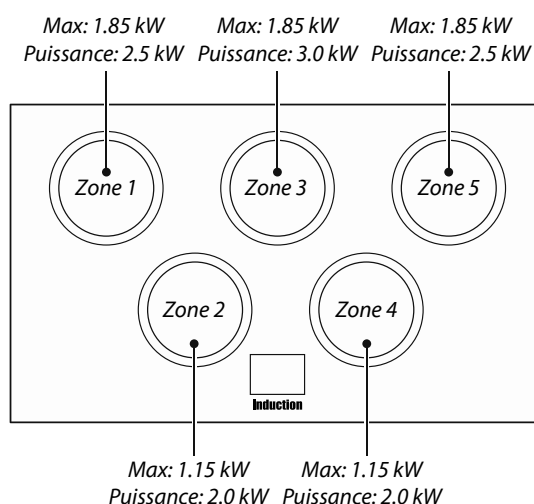 Max: 1.85 kW Max: 1.85 kW Max: 1.85 kW
Puissance: 2.5 kW Puissance: 3.0 kW Puissance: 2.5 kW
Zone 1 Zone 3 Zone 5
Zone 2 Zone 4
Induction
Max: 1.15 kW Max: 1.15 kW
Puissance: 2.0 kW Puissance: 2.0 kW